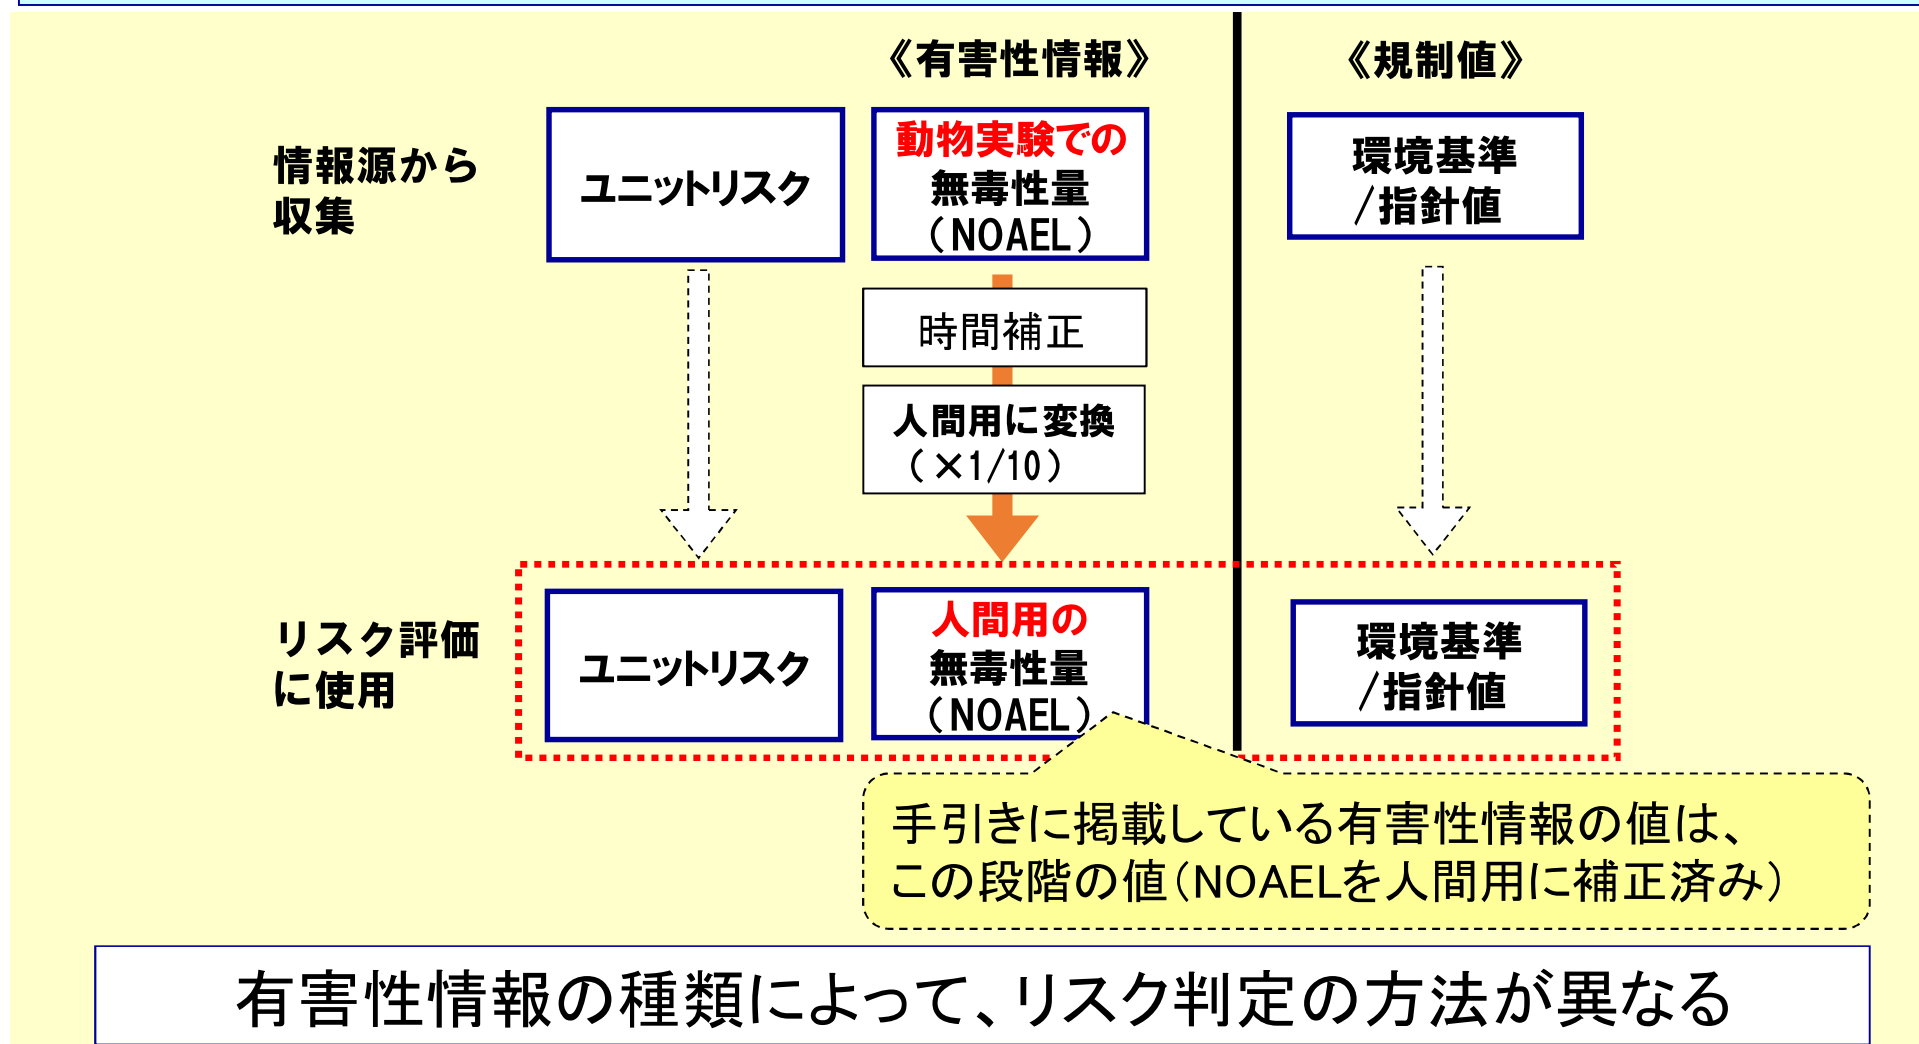 《有害性情報》
《規制値》
情報源から
収集
ユニットリスク
動物実験での
無毒性量
(NOAEL)
環境基準
/指針値
時間補正
人間用に変換
(×1/10)
リスク評価
に使用
ユニットリスク
人間用の
無毒性量
(NOAEL)
環境基準
/指針値
手引きに掲載している有害性情報の値は、
この段階の値(NOAELを人間用に補正済み)
有害性情報の種類によって、リスク判定の方法が異なる